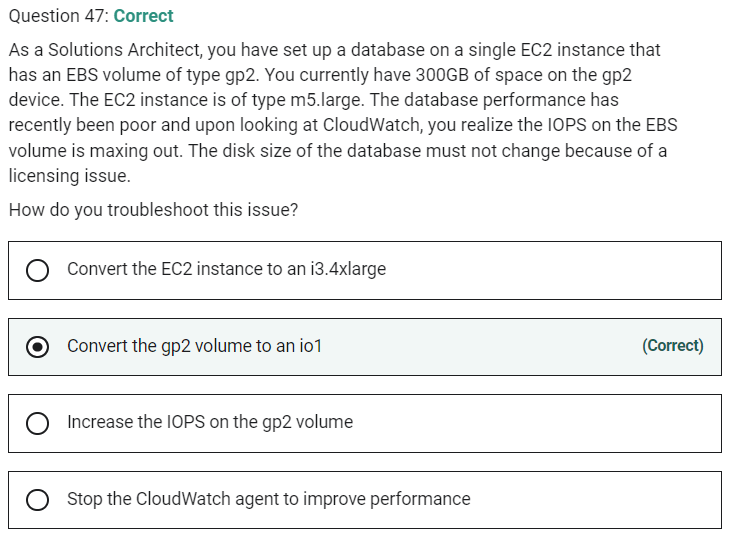 Question 47: Correct
As a Solutions Architect, you have set up a database on a single EC2 instance that
has an EBS volume of type gp2. You currently have 300GB of space on the gp2
device. The EC2 instance is of type m5.large. The database performance has
recently been poor and upon looking at CloudWatch, you realize the IOPS on the EBS
volume is maxing out. The disk size of the database must not change because of a
licensing issue.
How do you troubleshoot this issue?
Convert the EC2 instance to an i3.4xlarge
Convert the gp2 volume to an io1 (Correct)
Increase the IOPS on the gp2 volume
Stop the CloudWatch agent to improve performance